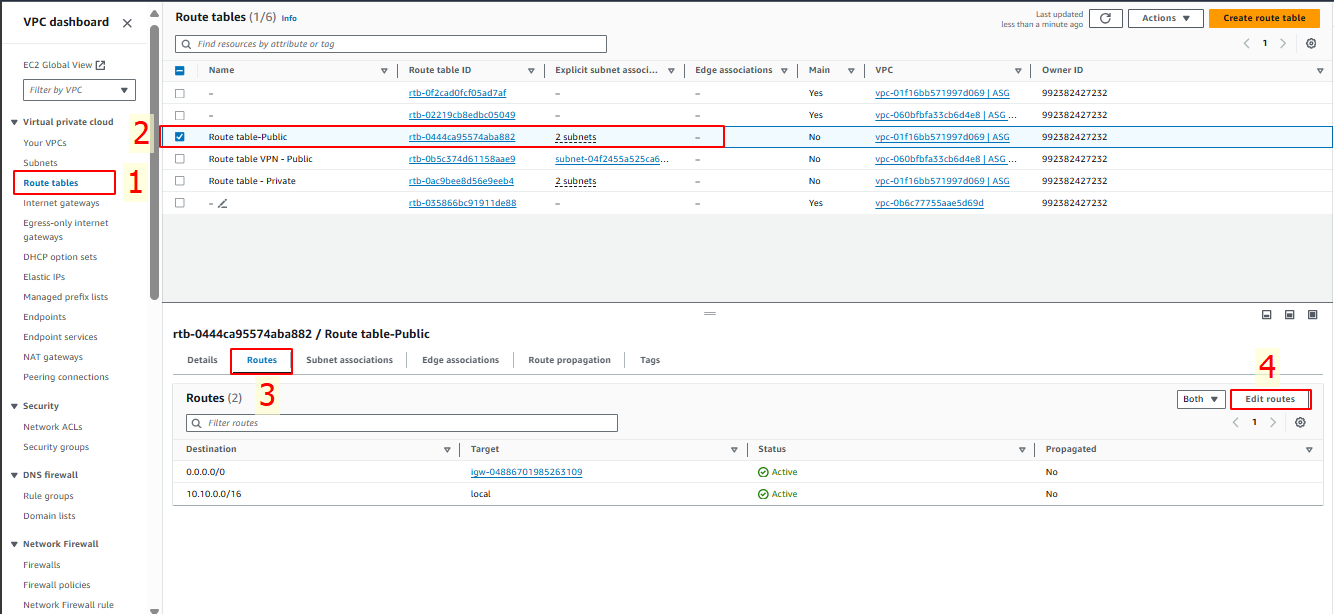 VPC dashboard
EC2 Global View
Filter by VPC
Virtual private cloud
Your VPCs
Subnets
Route tables
Internet gateways
Egress-only internet
gateways
DHCP option sets
Elastic IPs
Managed prefix lists
Endpoints
Endpoint services
NAT gateways
Peering connections
Security
Network ACLs
Security groups
DNS firewall
Rule groups
Domain lists
Network Firewall
Firewalls
Firewall policies
Network Firewall rule
1
2
Route tables (1/6) Info
Last updated
less than a minute ago
Actions
Create route table
Find resources by attribute or tag
1
Name Route table ID Explicit subnet associ... Edge associations Main VPC Owner ID
– rtb-0f2cad0fcf05ad7af – – Yes vpc-01f16bb571997d069 | ASG 992382427232
– rtb-02219cb8edbc05049 – – Yes vpc-060bfbfa33cb6d4e8 | ASG ... 992382427232
Route table-Public rtb-0444ca95574aba882 2 subnets – No vpc-01f16bb571997d069 | ASG 992382427232
Route table VPN - Public rtb-0b5c374d61158aae9 subnet-04f2455a525ca6... – No vpc-060bfbfa33cb6d4e8 | ASG ... 992382427232
Route table - Private rtb-0ac9bee8d56e9eeb4 2 subnets – No vpc-01f16bb571997d069 | ASG 992382427232
– rtb-035866bc91911de88 – – Yes vpc-0b6c77755aae5d69d 992382427232
rtb-0444ca95574aba882 / Route table-Public
Details Routes Subnet associations Edge associations Route propagation Tags
3
4
Routes (2)
Both
Edit routes
Filter routes
1
Destination Target Status Propagated
0.0.0.0/0 igw-04886701985263109 Active No
10.10.0.0/16 local Active No